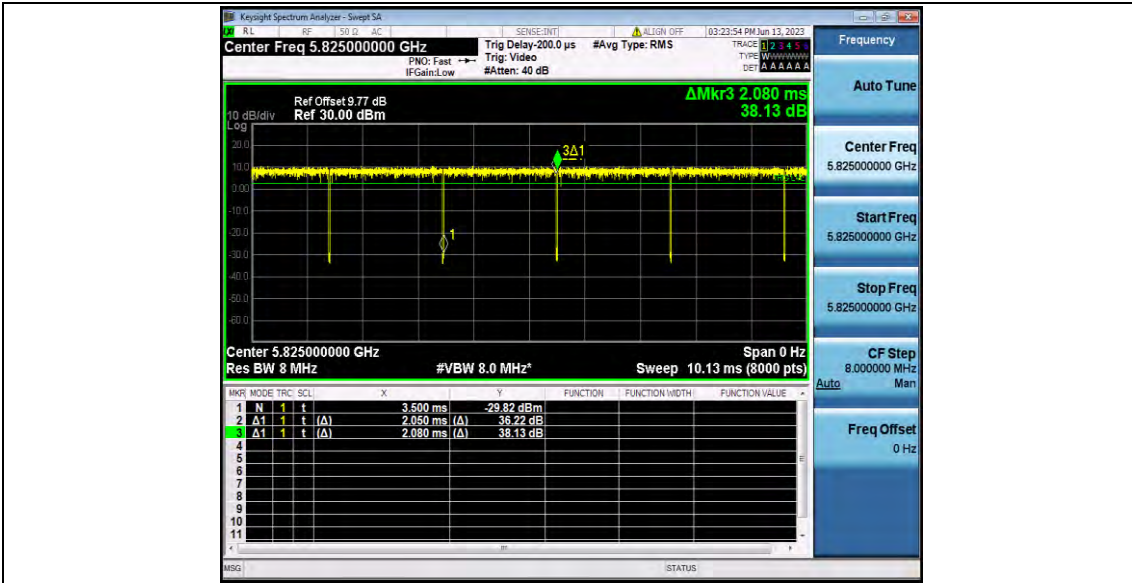 Keysight Spectrum Analyzer - Swept SA
RL RF 50 Ω AC SENSE:INT ALIGN OFF 03:23:54 PM Jun 13, 2023
Center Freq 5.825000000 GHz
PNO: Fast
IFGain:Low
Trig Delay-200.0 µs
Trig: Video
#Atten: 40 dB
#Avg Type: RMS
TRACE 1 2 3 4 5 6
TYPE W
DET A A A A A A
Ref Offset 9.77 dB
10 dB/div Ref 30.00 dBm
Log
ΔMkr3 2.080 ms
38.13 dB
20.0
10.0
0.00
-10.0
-20.0
-30.0
-40.0
-50.0
-60.0
3Δ1
1
Center 5.825000000 GHz Span 0 Hz
Res BW 8 MHz #VBW 8.0 MHz* Sweep 10.13 ms (8000 pts)
MKR MODE TRC SCL X Y FUNCTION FUNCTION WIDTH FUNCTION VALUE
1 N 1 t 3.500 ms -29.82 dBm
2 Δ1 1 t (Δ) 2.050 ms (Δ) 36.22 dB
3 Δ1 1 t (Δ) 2.080 ms (Δ) 38.13 dB
4
5
6
7
8
9
10
11
MSG STATUS
Frequency
Auto Tune
Center Freq
5.825000000 GHz
Start Freq
5.825000000 GHz
Stop Freq
5.825000000 GHz
CF Step
8.000000 MHz
Auto Man
Freq Offset
0 Hz